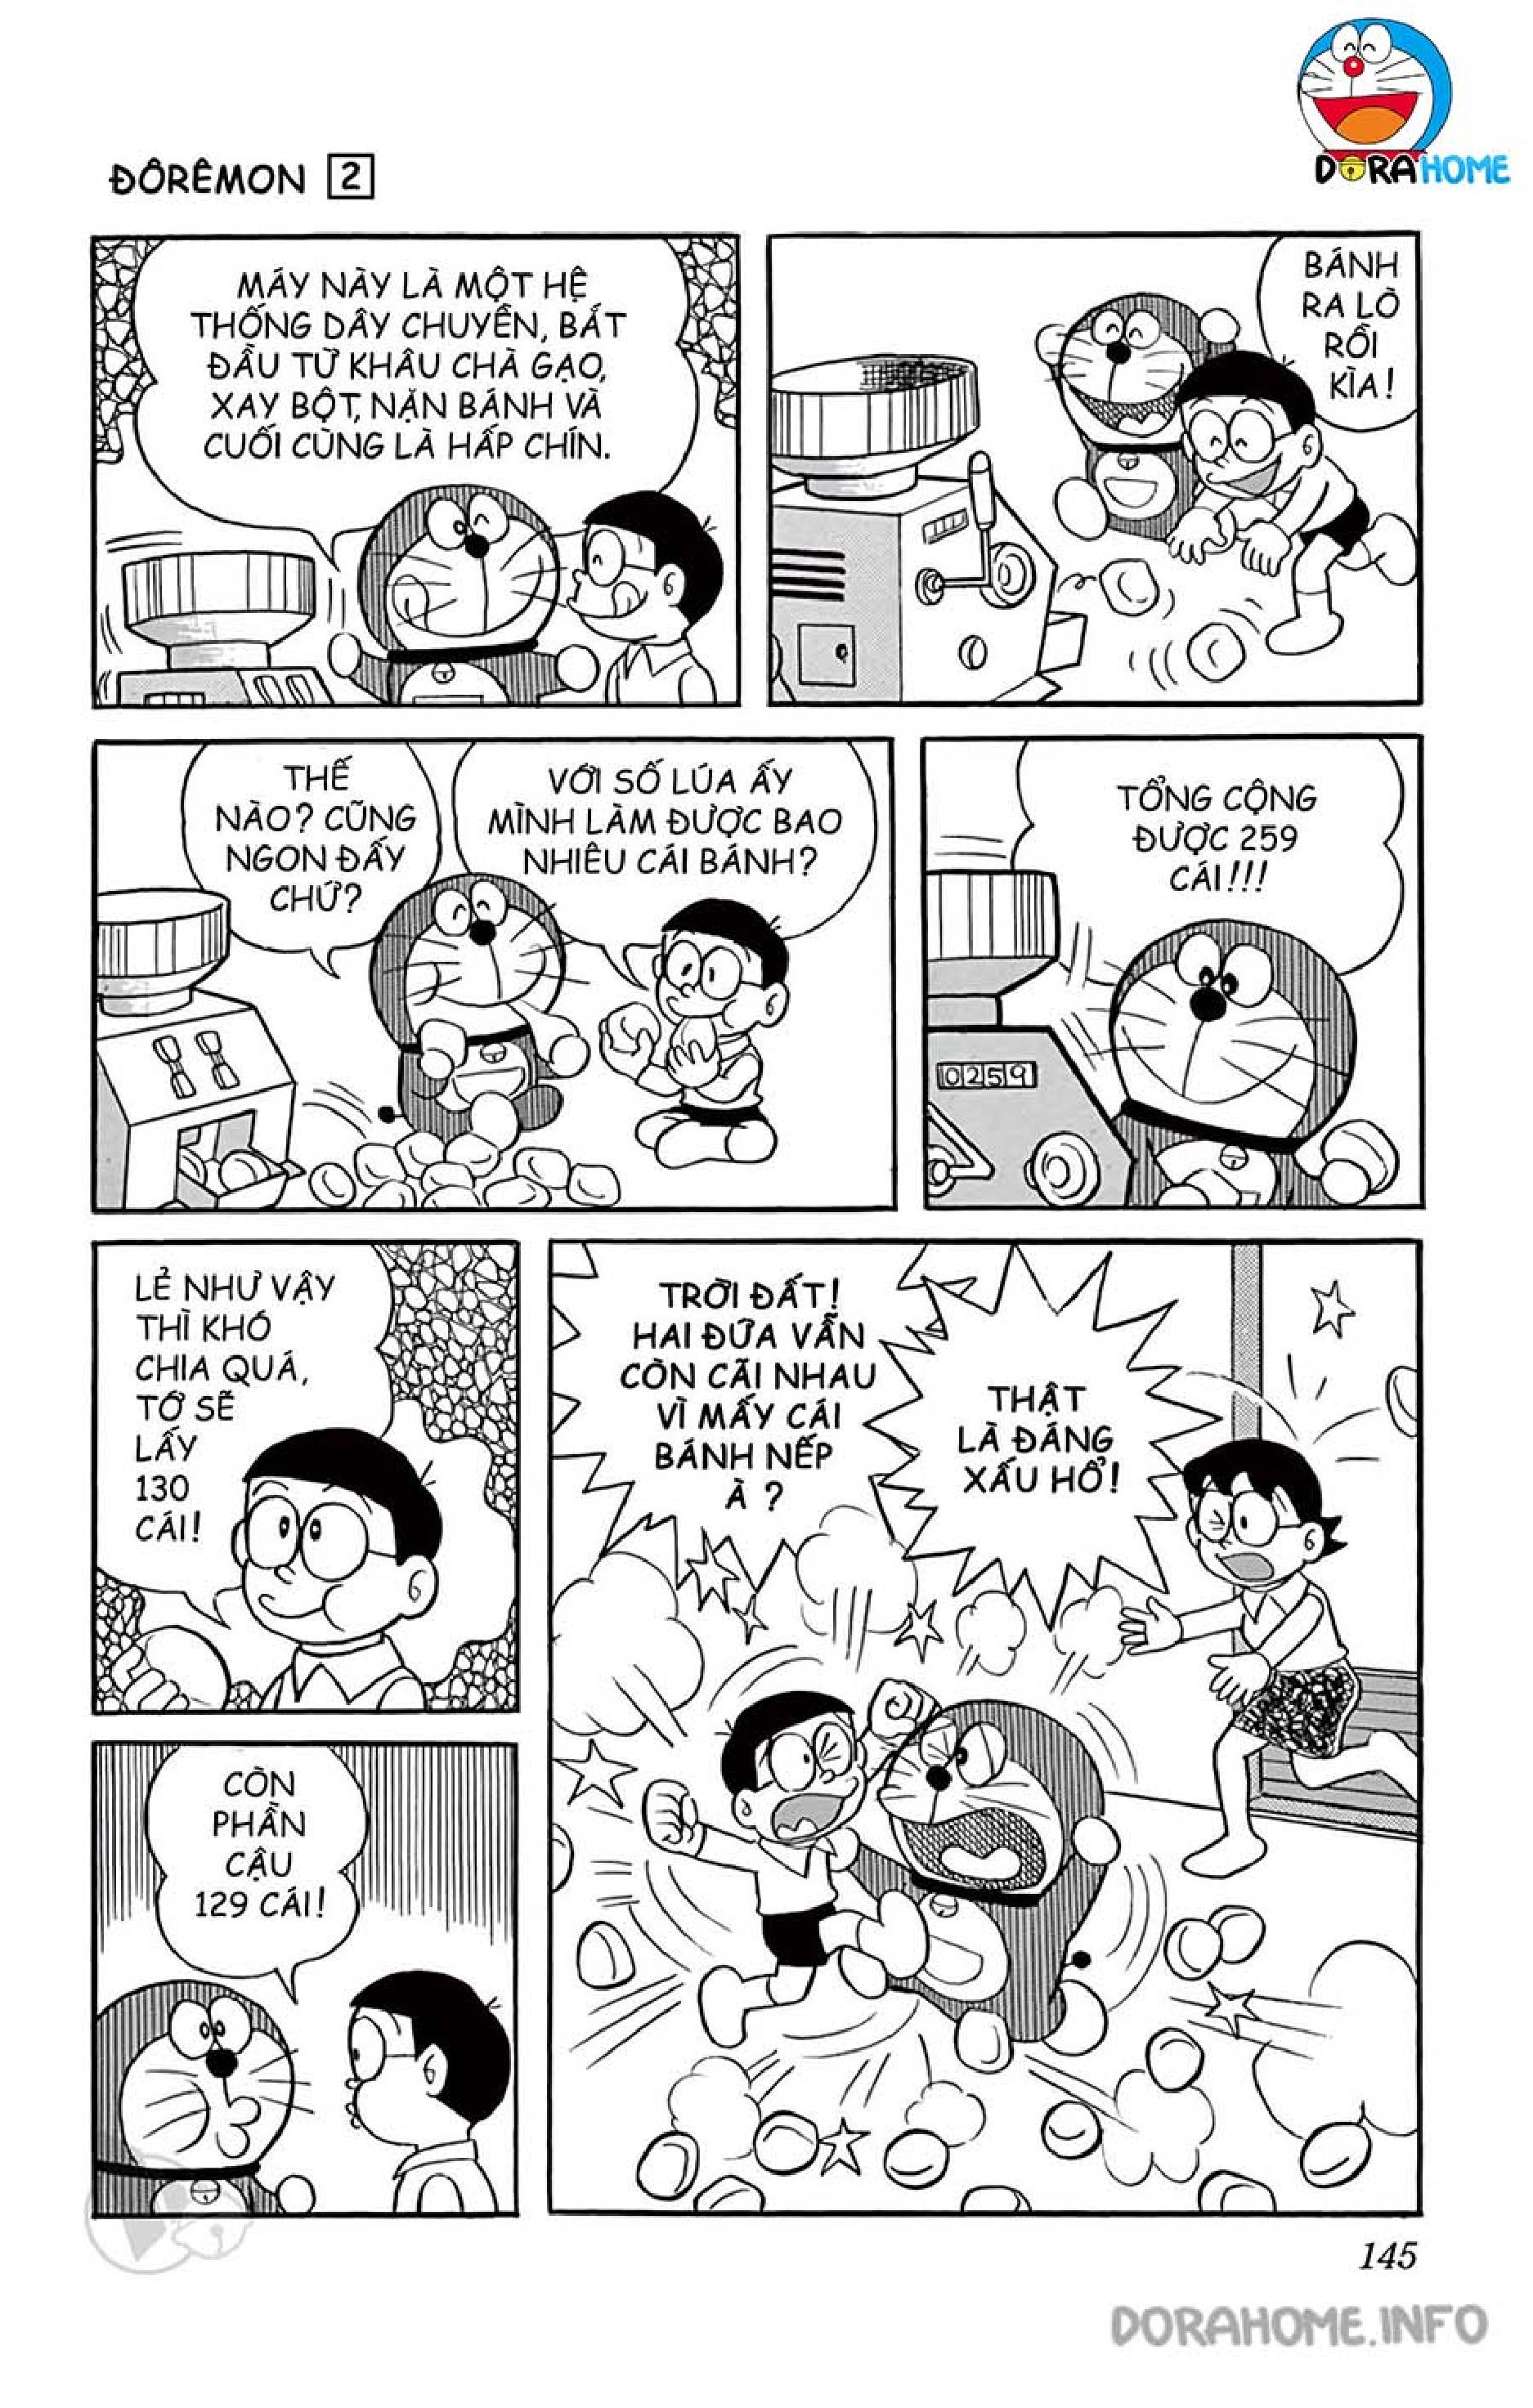 DORAHOME
ĐÔRÊMON 2
MÁY NÀY LÀ MỘT HỆ
THỐNG DÂY CHUYỀN, BẮT
ĐẦU TỪ KHÂU CHÀ GẠO,
XAY BỘT, NẶN BÁNH VÀ
CUỐI CÙNG LÀ HẤP CHÍN.
BÁNH
RA LÒ
RỒI
KÌA!
THẾ
NÀO? CŨNG
NGON ĐẤY
CHỨ?
VỚI SỐ LÚA ẤY
MÌNH LÀM ĐƯỢC BAO
NHIÊU CÁI BÁNH?
TỔNG CỘNG
ĐƯỢC 259
CÁI!!!
0259
LẺ NHƯ VẬY
THÌ KHÓ
CHIA QUÁ,
TỚ SẼ
LẤY
130
CÁI!
CÒN
PHẦN
CẬU
129 CÁI!
TRỜI ĐẤT!
HAI ĐỨA VẪN
CÒN CÃI NHAU
VÌ MẤY CÁI
BÁNH NẾP
À ?
THẬT
LÀ ĐÁNG
XẤU HỔ!
145
DORAHOME.INFO